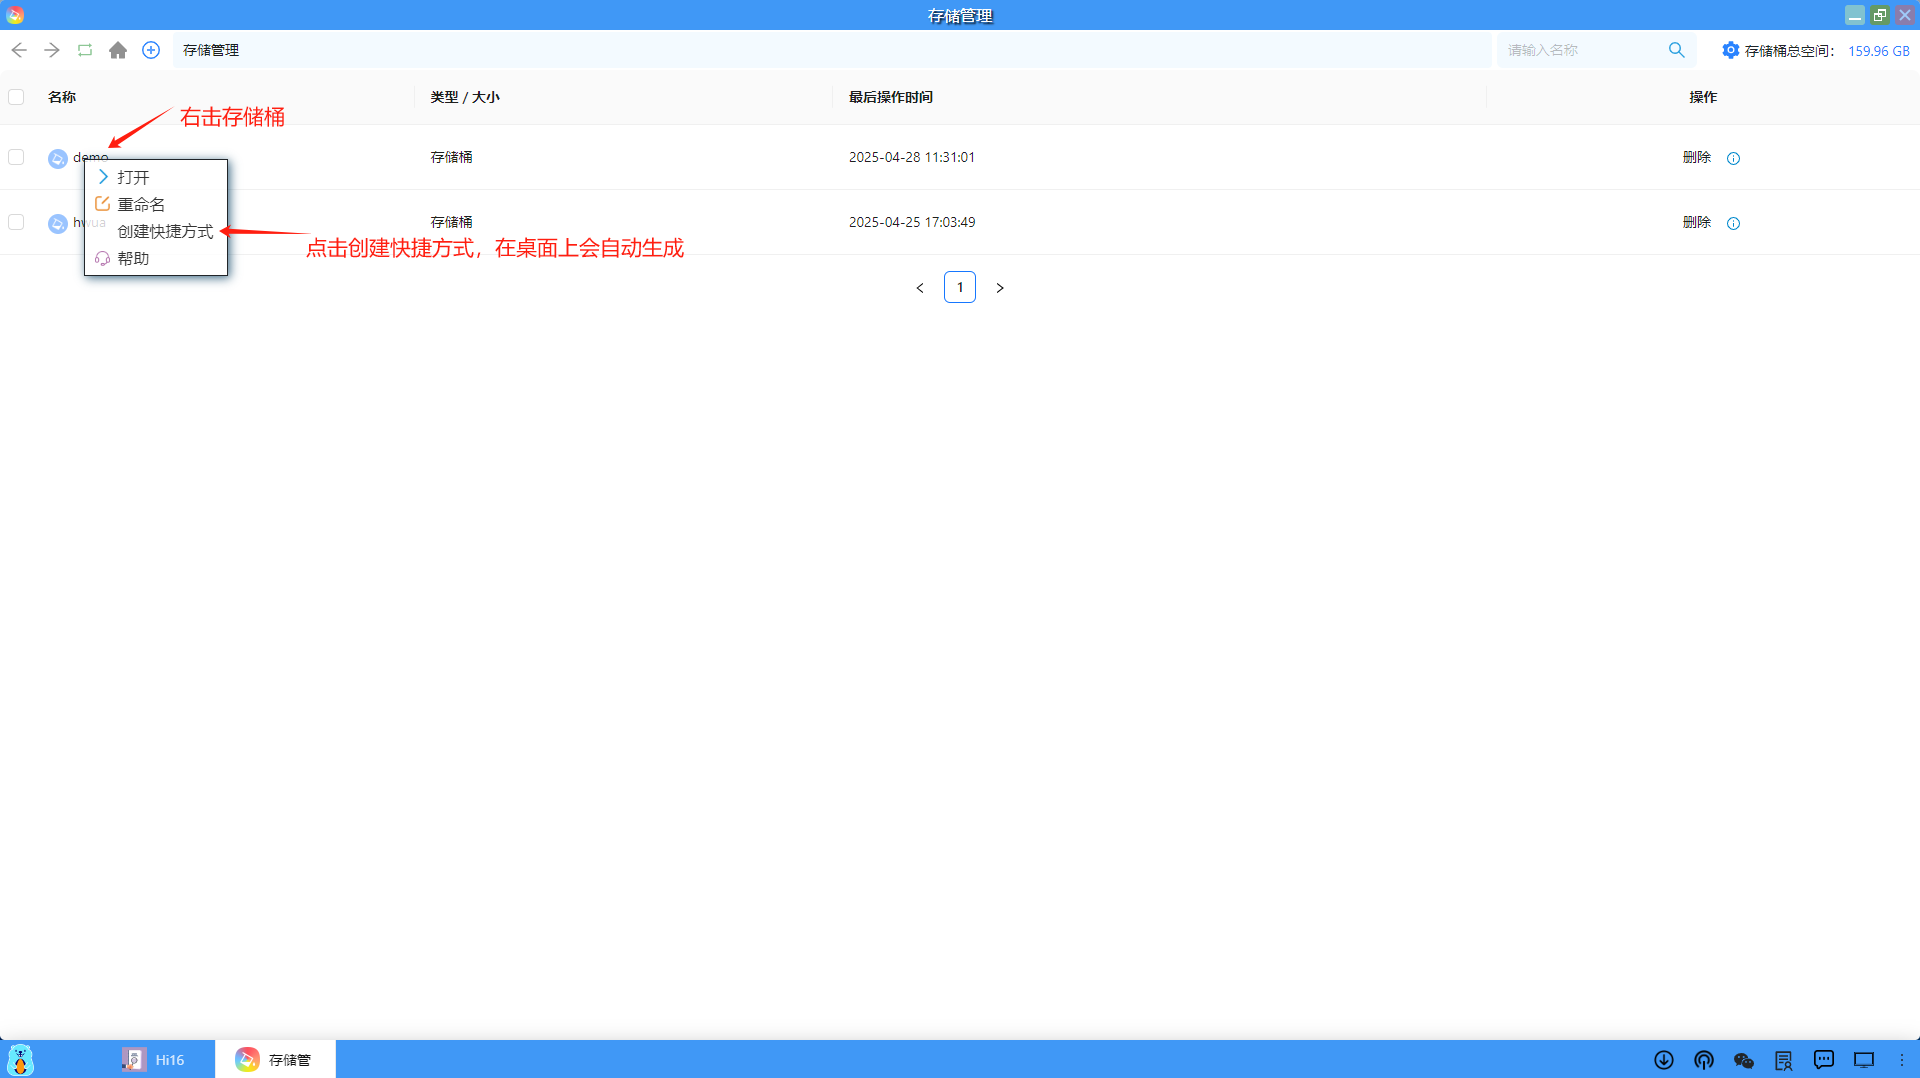 存储管理
存储管理
请输入名称
存储桶总空间： 159.96 GB
名称
类型 / 大小
最后操作时间
操作
右击存储桶
demo
存储桶
2025-04-28 11:31:01
删除
打开
重命名
hwua
存储桶
2025-04-25 17:03:49
删除
创建快捷方式
点击创建快捷方式，在桌面上会自动生成
帮助
1
Hi16
存储管